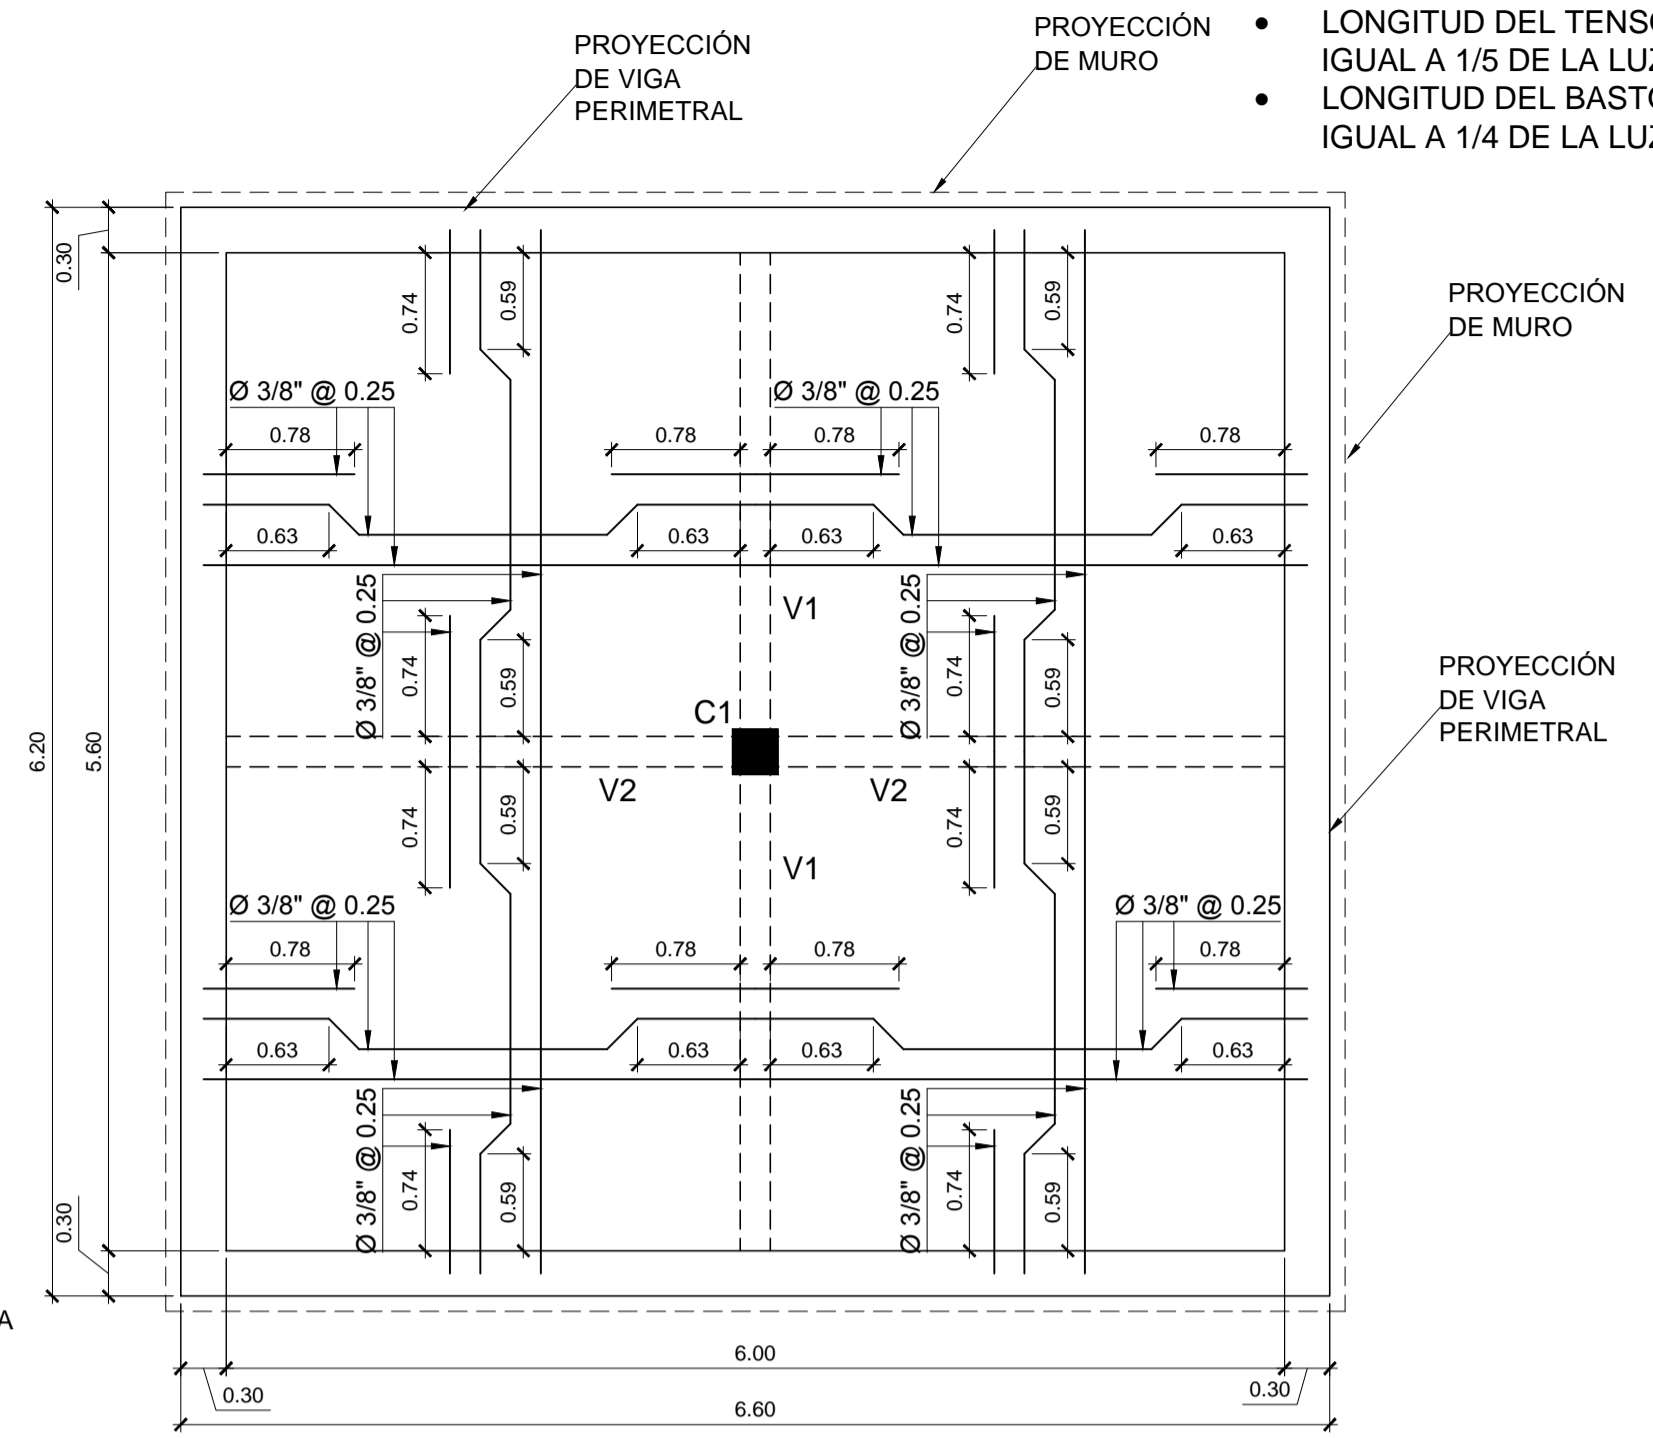 PROYECCIÓN
DE MURO
• LONGITUD DEL
IGUAL A 1/5 DE LA
• LONGITUD DEL
IGUAL A 1/4 DE LA
PROYECCIÓN
DE VIGA
PERIMETRAL
PROYECCIÓN
DE MURO
PROYECCIÓN
DE VIGA
PERIMETRAL
0.30
0.74 0.59 0.74 0.59
Ø 3/8" @ 0.25 Ø 3/8" @ 0.25
0.78 0.78 0.78 0.78
0.63 0.63 0.63 0.63
Ø 3/8" @ 0.25 Ø 3/8" @ 0.25
V1
0.74 0.59 0.74 0.59
C1
6.20 5.60
V2 V2
0.74 0.59 0.74 0.59
V1
Ø 3/8" @ 0.25 Ø 3/8" @ 0.25
0.78 0.78 0.78 0.78
0.63 0.63 0.63 0.63
Ø 3/8" @ 0.25 Ø 3/8" @ 0.25
0.74 0.59 0.74 0.59
0.30
A
6.00
0.30 0.30
6.60